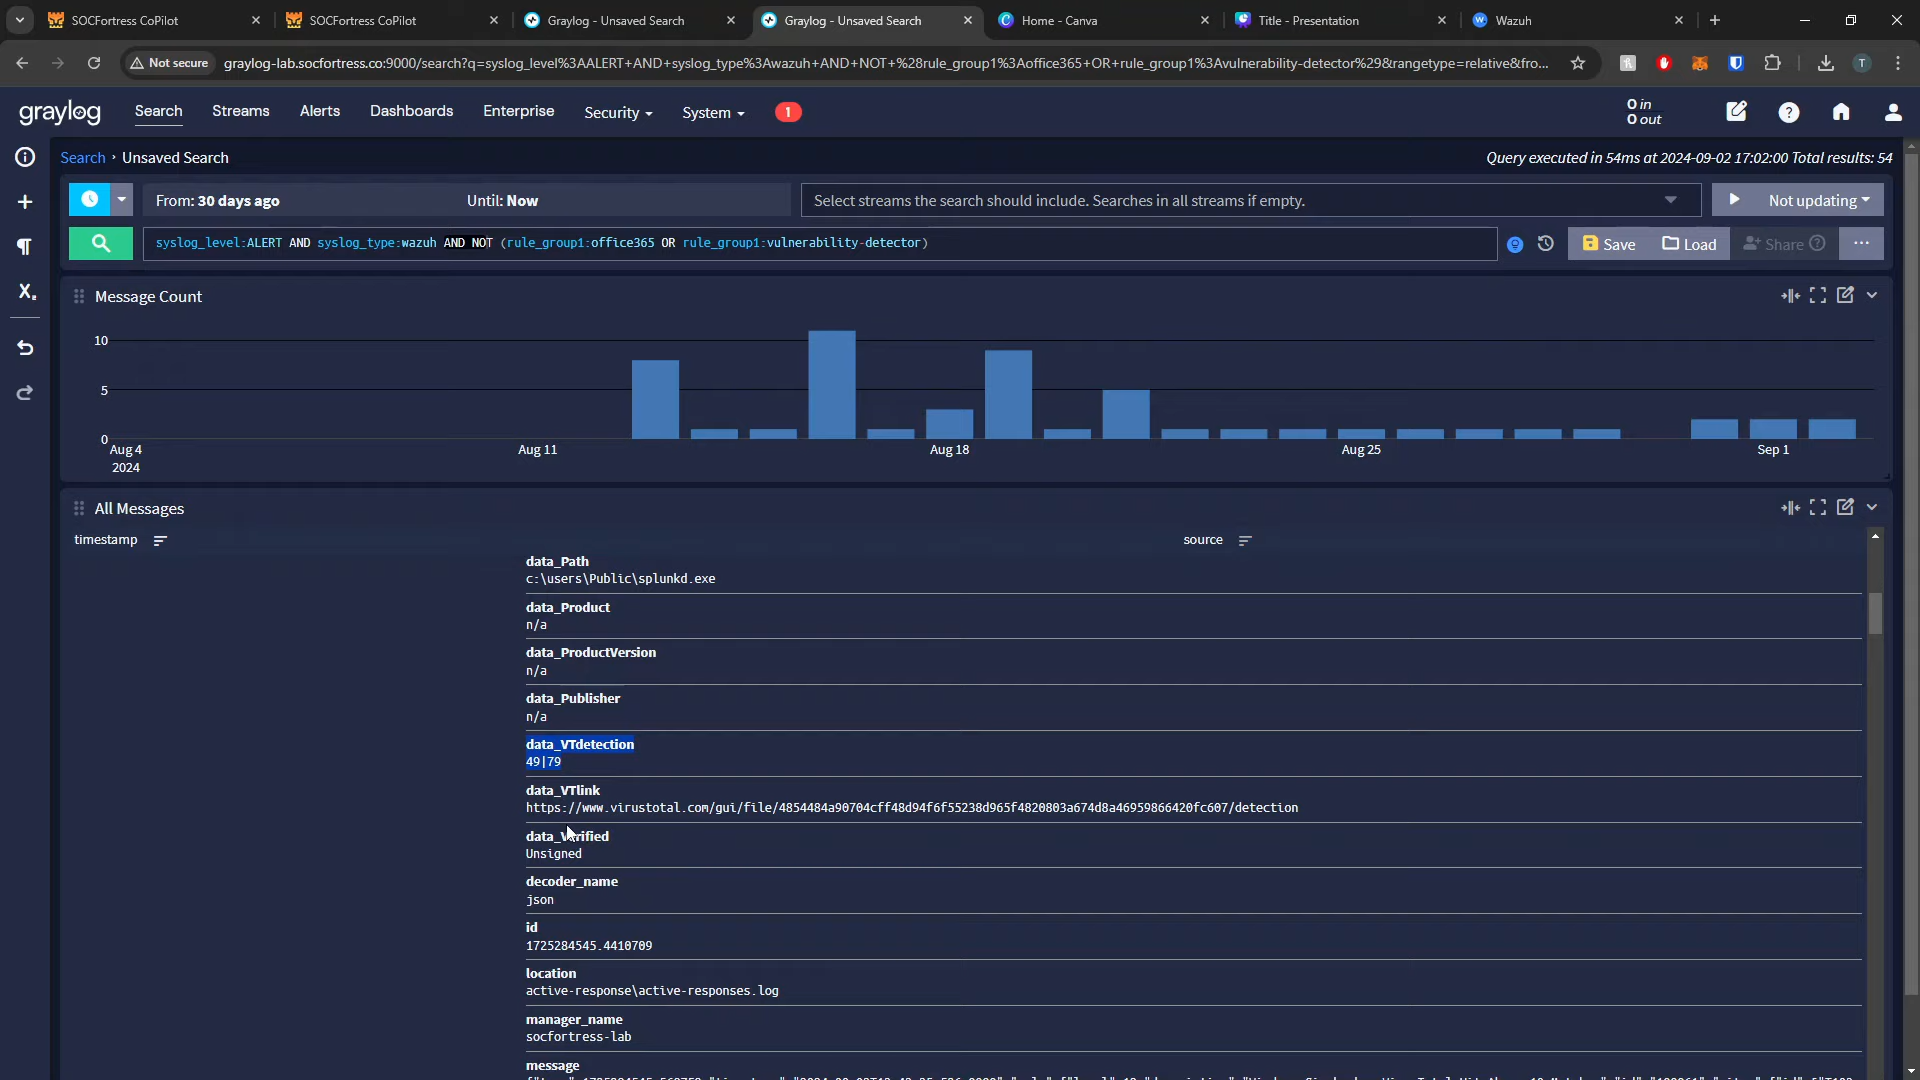 SOCFortress CoPilot
SOCFortress CoPilot
Graylog - Unsaved Search
Graylog - Unsaved Search
Home - Canva
Title - Presentation
Wazuh
Not secure
graylog-lab.socfortress.co:9000/search?q=syslog_level%3AALERT+AND+syslog_type%3Awazuh+AND+NOT+%28rule_group1%3Aoffice365+OR+rule_group1%3Avulnerability-detector%29&rangetype=relative&fro...
T
graylog
Search
Streams
Alerts
Dashboards
Enterprise
Security
System
1
0 in
0 out
Search › Unsaved Search
Query executed in 54ms at 2024-09-02 17:02:00 Total results: 54
From: 30 days ago
Until: Now
Select streams the search should include. Searches in all streams if empty.
Not updating
syslog_level:ALERT AND syslog_type:wazuh AND NOT (rule_group1:office365 OR rule_group1:vulnerability-detector)
Save
Load
Share
Message Count
10
5
0
Aug 4
2024
Aug 11
Aug 18
Aug 25
Sep 1
All Messages
timestamp
source
data_Path
c:\users\Public\splunkd.exe
data_Product
n/a
data_ProductVersion
n/a
data_Publisher
n/a
data_VTdetection
49|79
data_VTlink
https://www.virustotal.com/gui/file/4854484a90704cff48d94f6f55238d965f4820803a674d8a46959866420fc607/detection
data_Verified
Unsigned
decoder_name
json
id
1725284545.4410709
location
active-response\active-responses.log
manager_name
socfortress-lab
message